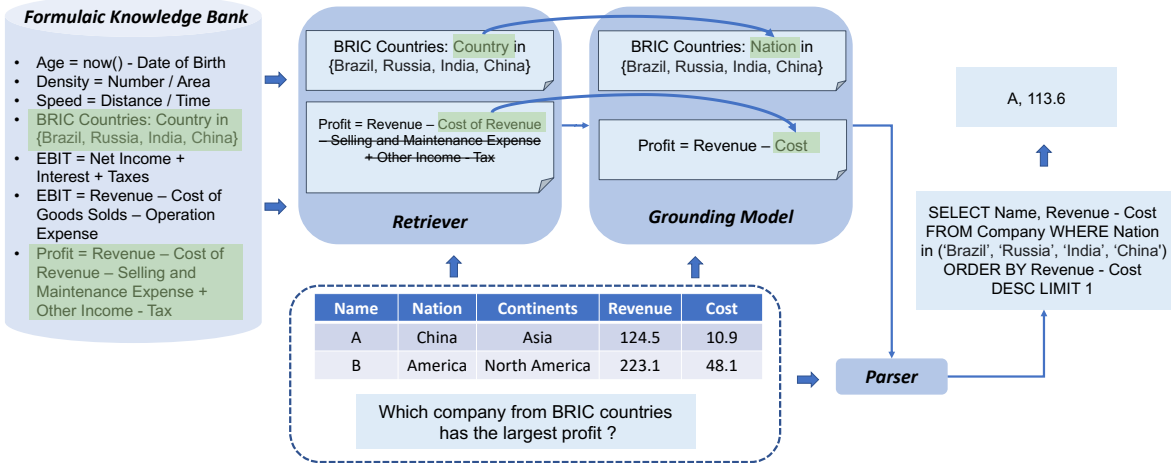 Formulaic Knowledge Bank
• Age = now() - Date of Birth
• Density = Number / Area
• Speed = Distance / Time
• BRIC Countries: Country in
{Brazil, Russia, India, China}
• EBIT = Net Income +
Interest + Taxes
• EBIT = Revenue – Cost of
Goods Solds – Operation
Expense
• Profit = Revenue – Cost of
Revenue – Selling and
Maintenance Expense +
Other Income - Tax
BRIC Countries: Country in
{Brazil, Russia, India, China}
Profit = Revenue – Cost of Revenue
– Selling and Maintenance Expense
+ Other Income - Tax
Retriever
BRIC Countries: Nation in
{Brazil, Russia, India, China}
Profit = Revenue – Cost
Grounding Model
Name Nation Continents Revenue Cost
A China Asia 124.5 10.9
B America North America 223.1 48.1
Which company from BRIC countries
has the largest profit ?
Parser
SELECT Name, Revenue - Cost
FROM Company WHERE Nation
in (‘Brazil’, ‘Russia’, ‘India’, ‘China')
ORDER BY Revenue - Cost
DESC LIMIT 1
A, 113.6